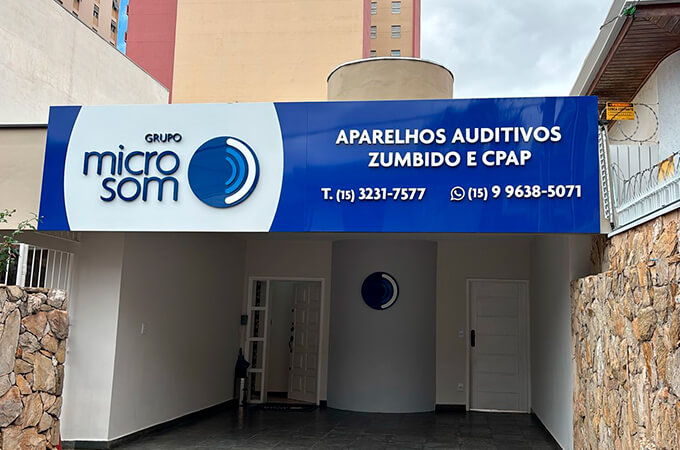 GRUPO
micro
som
APARELHOS AUDITIVOS
ZUMBIDO E CPAP
T. (15) 3231-7577 (15) 9 9638-5071